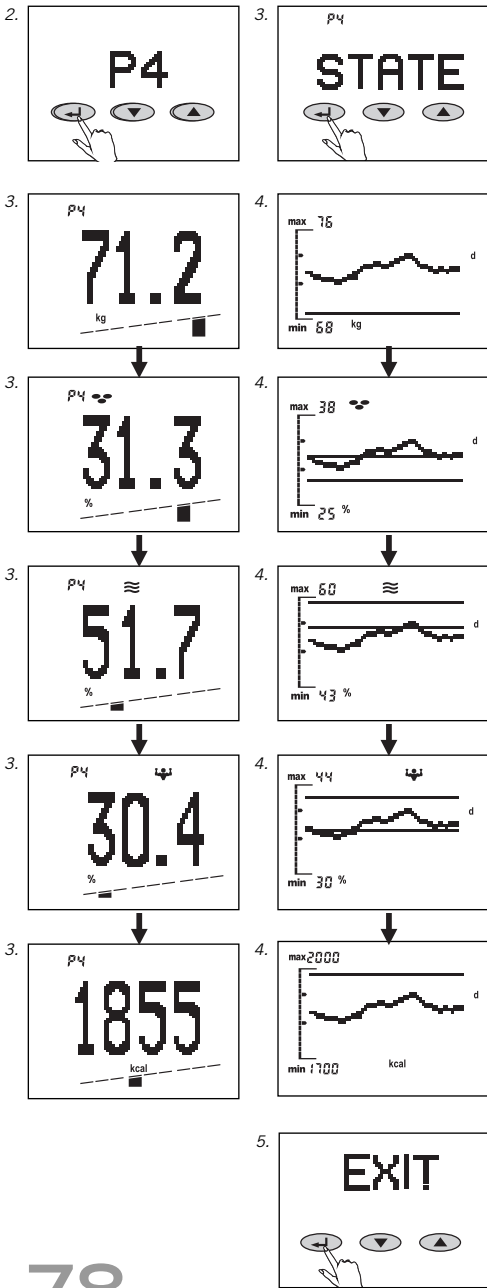 2.
P4
3.
P4
STATE
3.
P4
71.2
kg
4.
max 76
d
min 68 kg
3.
P4
31.3
%
4.
max 38
d
min 25 %
3.
P4
51.7
%
4.
max 60
d
min 43 %
3.
P4
30.4
%
4.
max 44
d
min 30 %
3.
P4
1855
kcal
4.
max 2000
d
min 1700 kcal
5.
EXIT
78